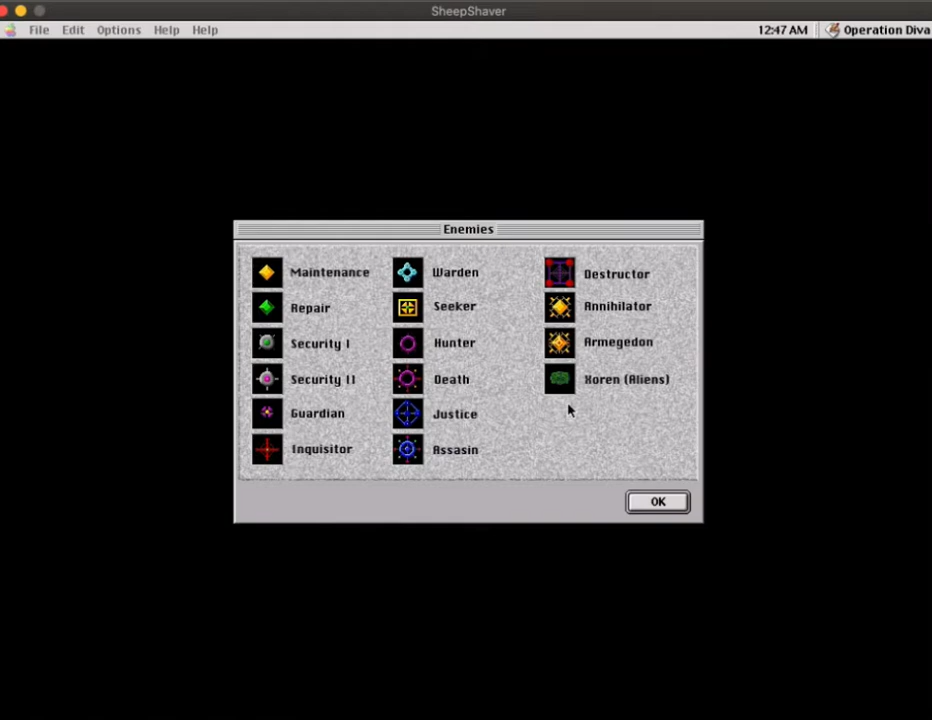 SheepShaver
File Edit Options Help Help 12:47 AM Operation Diva
Enemies
Maintenance
Repair
Security I
Security II
Guardian
Inquisitor
Warden
Seeker
Hunter
Death
Justice
Assasin
Destructor
Annihilator
Armegedon
Xoren (Aliens)
OK